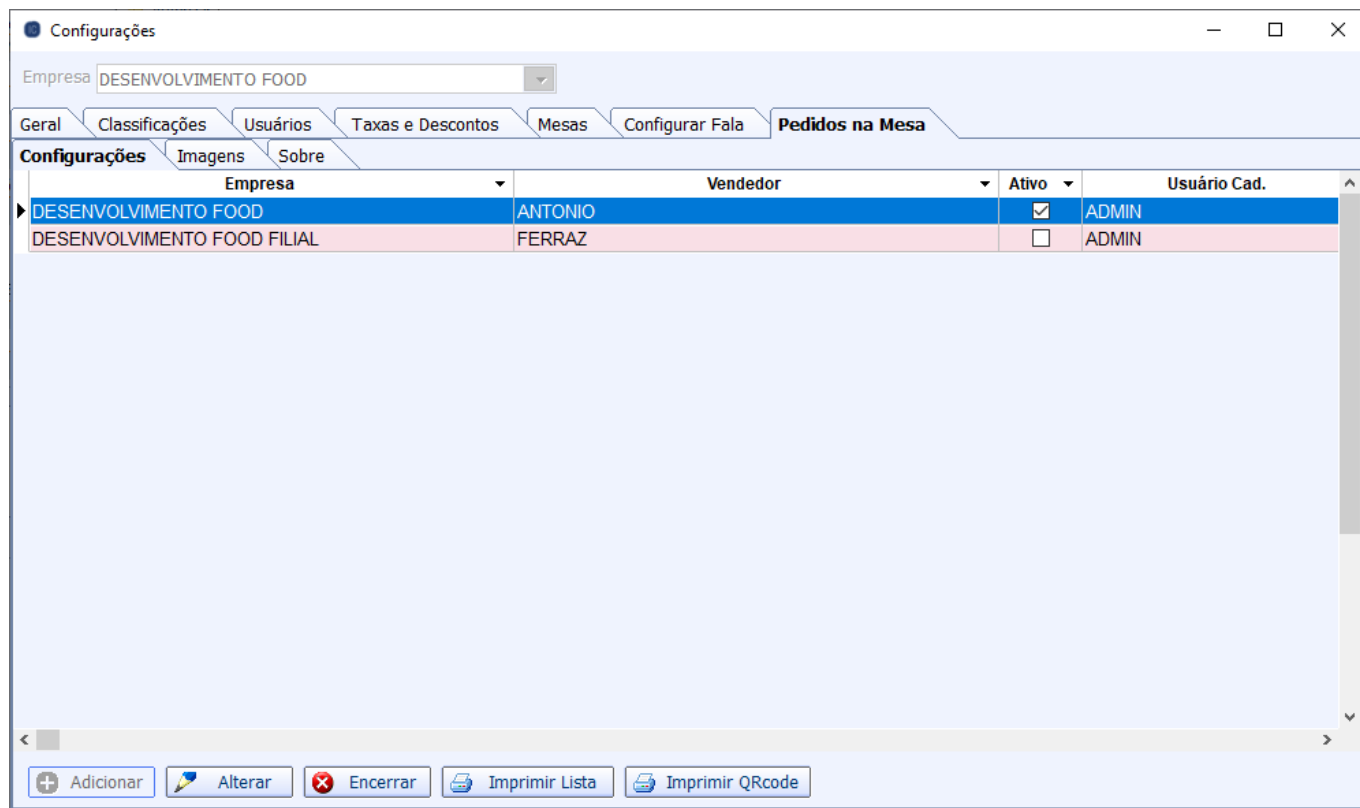 Configurações
Empresa DESENVOLVIMENTO FOOD
Geral Classificações Usuários Taxas e Descontos Mesas Configurar Fala Pedidos na Mesa
Configurações Imagens Sobre
Empresa Vendedor Ativo Usuário Cad.
DESENVOLVIMENTO FOOD ANTONIO ADMIN
DESENVOLVIMENTO FOOD FILIAL FERRAZ ADMIN
Adicionar Alterar Encerrar Imprimir Lista Imprimir QRcode